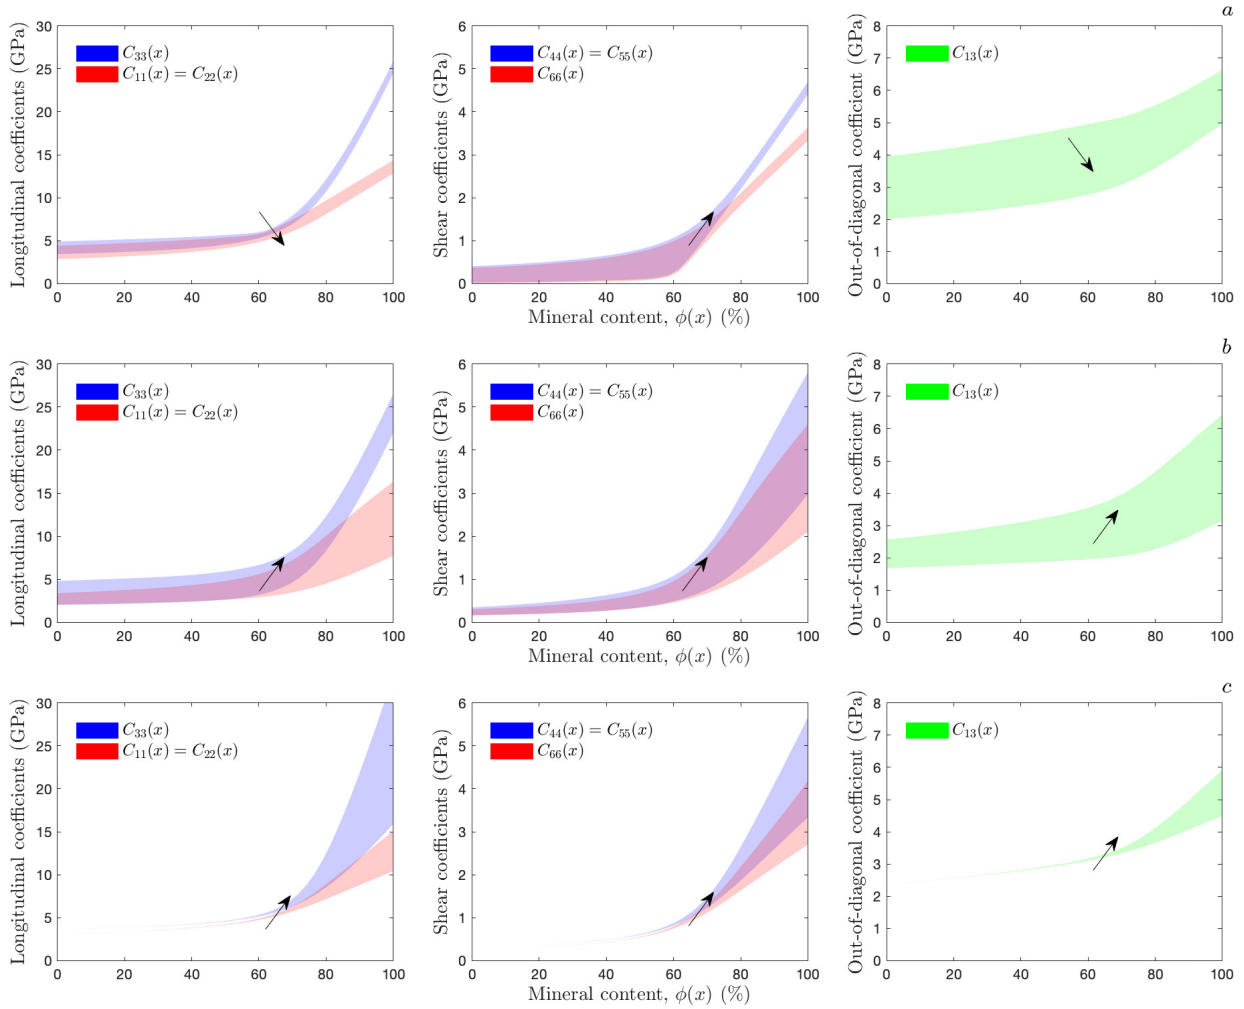 a
Longitudinal coefficients (GPa)
30
25
20
15
10
5
0
C₃₃(x)
C₁₁(x) = C₂₂(x)
0 20 40 60 80 100
Shear coefficients (GPa)
6
5
4
3
2
1
0
C₄₄(x) = C₅₅(x)
C₆₆(x)
0 20 40 60 80 100
Mineral content, ϕ(x) (%)
Out-of-diagonal coefficient (GPa)
8
7
6
5
4
3
2
1
0
C₁₃(x)
0 20 40 60 80 100
b
Longitudinal coefficients (GPa)
30
25
20
15
10
5
0
C₃₃(x)
C₁₁(x) = C₂₂(x)
0 20 40 60 80 100
Shear coefficients (GPa)
6
5
4
3
2
1
0
C₄₄(x) = C₅₅(x)
C₆₆(x)
0 20 40 60 80 100
Mineral content, ϕ(x) (%)
Out-of-diagonal coefficient (GPa)
8
7
6
5
4
3
2
1
0
C₁₃(x)
0 20 40 60 80 100
c
Longitudinal coefficients (GPa)
30
25
20
15
10
5
0
C₃₃(x)
C₁₁(x) = C₂₂(x)
0 20 40 60 80 100
Shear coefficients (GPa)
6
5
4
3
2
1
0
C₄₄(x) = C₅₅(x)
C₆₆(x)
0 20 40 60 80 100
Mineral content, ϕ(x) (%)
Out-of-diagonal coefficient (GPa)
8
7
6
5
4
3
2
1
0
C₁₃(x)
0 20 40 60 80 100